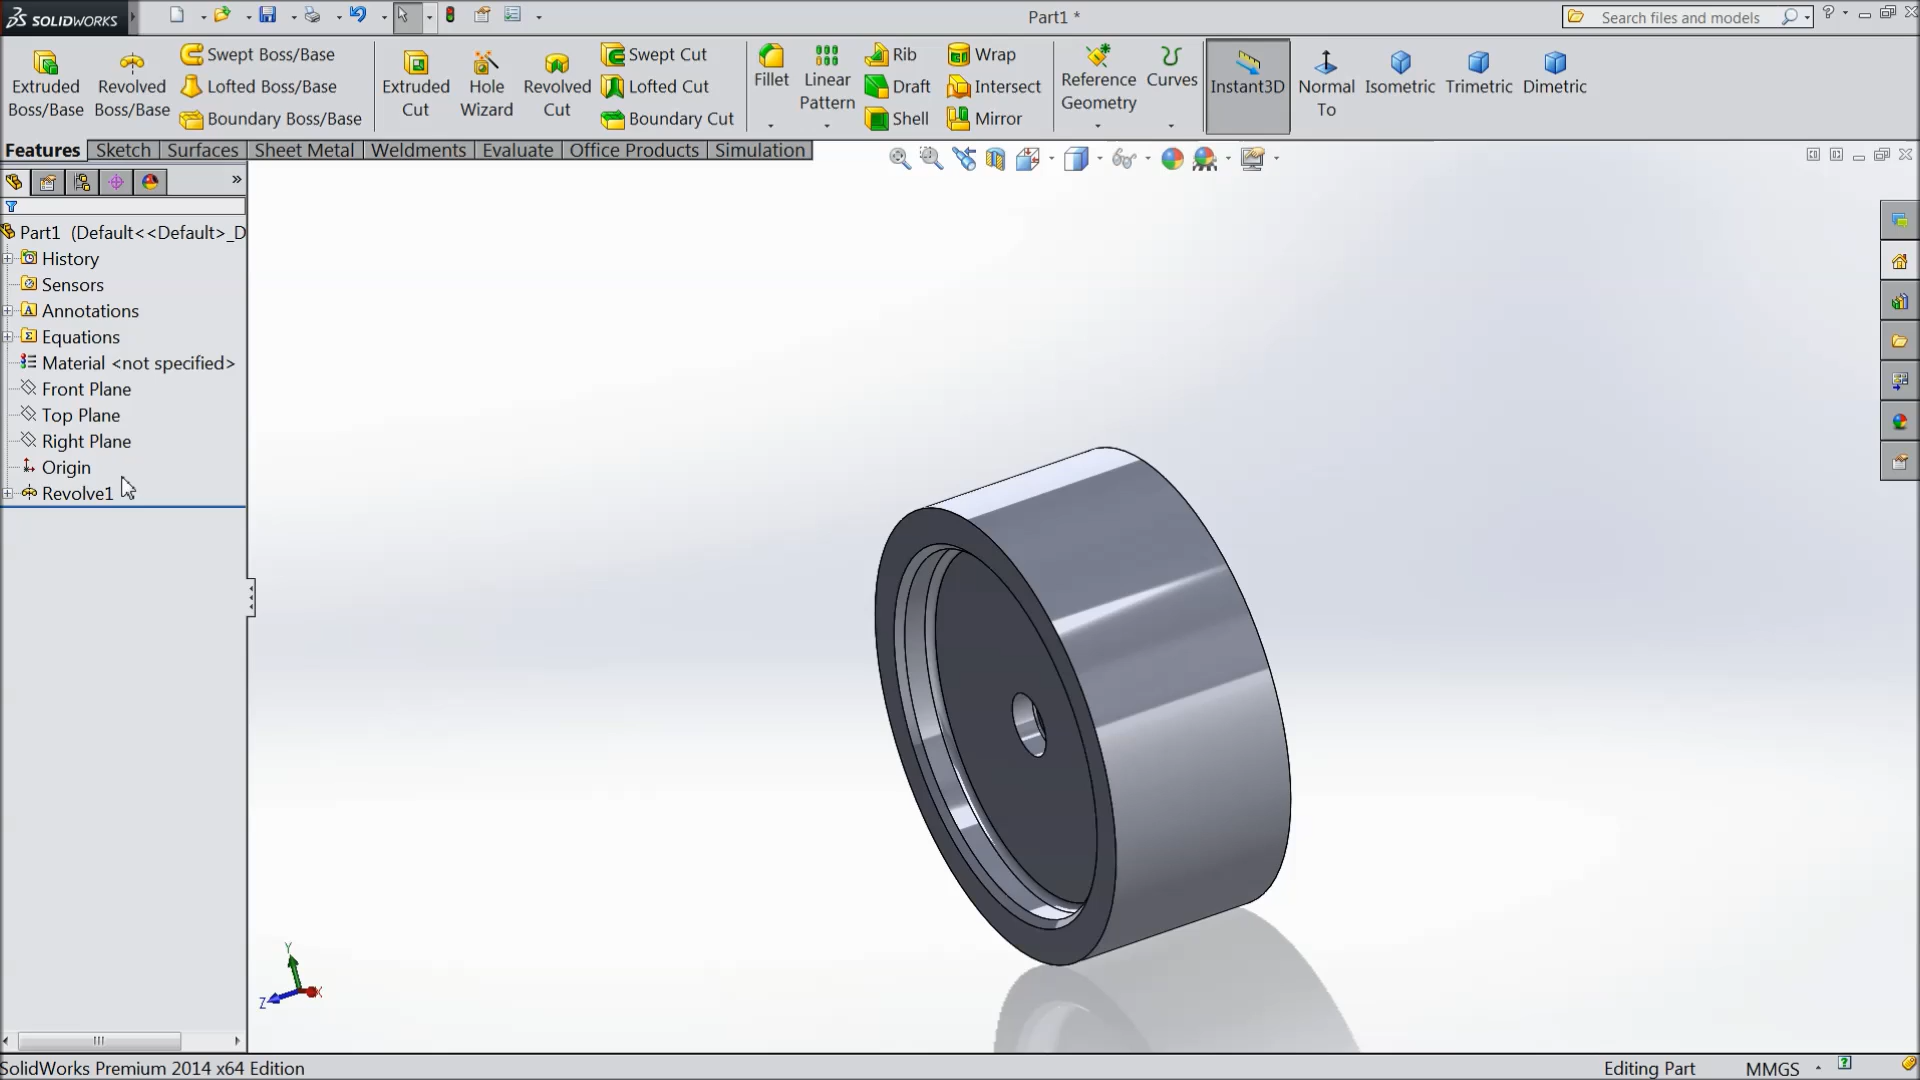 SOLIDWORKS
Part1 *
Search files and models
Extruded Boss/Base
Revolved Boss/Base
Swept Boss/Base
Lofted Boss/Base
Boundary Boss/Base
Extruded Cut
Hole Wizard
Revolved Cut
Swept Cut
Lofted Cut
Boundary Cut
Fillet
Linear Pattern
Rib
Draft
Shell
Wrap
Intersect
Mirror
Reference Geometry
Curves
Instant3D
Normal To
Isometric
Trimetric
Dimetric
Features Sketch Surfaces Sheet Metal Weldments Evaluate Office Products Simulation
Part1 (Default<<Default>_D
History
Sensors
Annotations
Equations
Material <not specified>
Front Plane
Top Plane
Right Plane
Origin
Revolve1
Y
Z X
SolidWorks Premium 2014 x64 Edition
Editing Part
MMGS